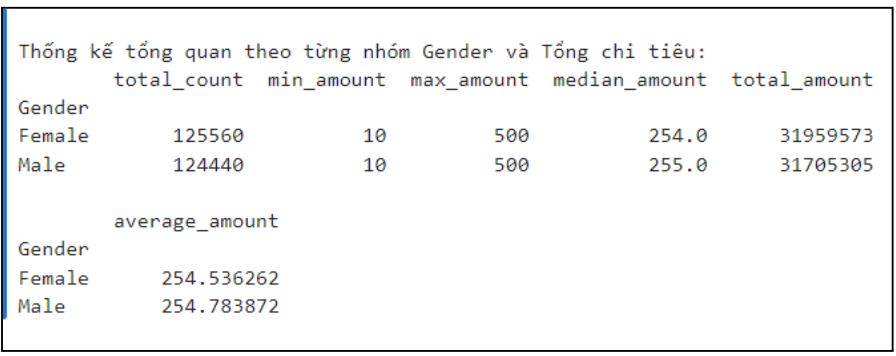 Thống kế tổng quan theo từng nhóm Gender và Tổng chi tiêu:
total_count min_amount max_amount median_amount total_amount
Gender
Female 125560 10 500 254.0 31959573
Male 124440 10 500 255.0 31705305
average_amount
Gender
Female 254.536262
Male 254.783872